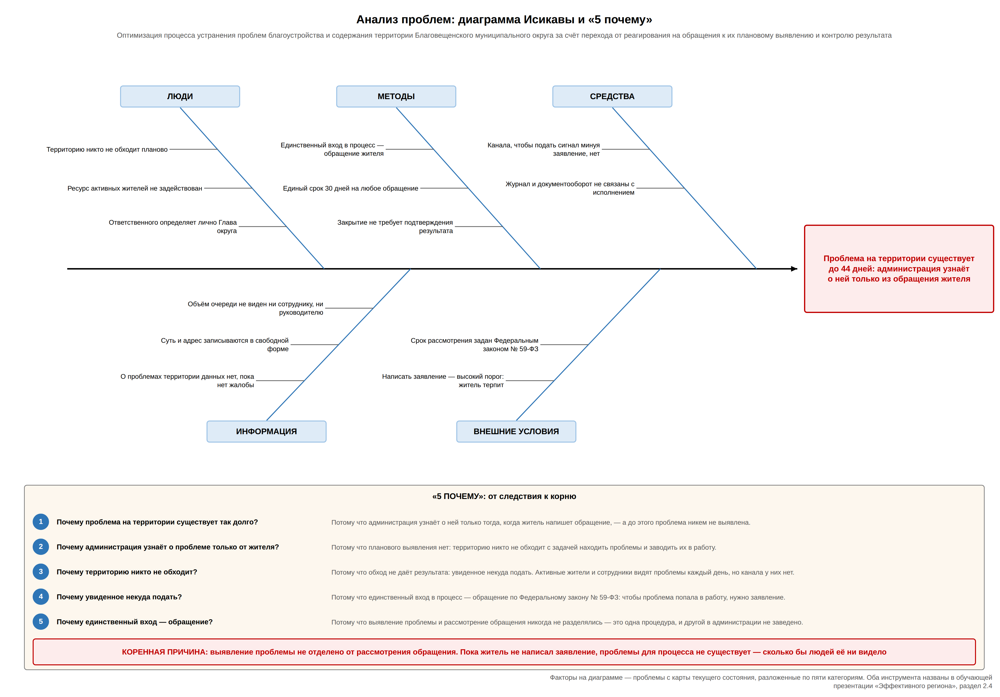 Анализ проблем: диаграмма Исикавы и «5 почему»
Оптимизация процесса устранения проблем благоустройства и содержания территории Благовещенского муниципального округа за счёт перехода от реагирования на обращения к их плановому выявлению и контролю результата
ЛЮДИ
МЕТОДЫ
СРЕДСТВА
Территорию никто не обходит планово
Ресурс активных жителей не задействован
Ответственного определяет лично Глава
округа
Единственный вход в процесс —
обращение жителя
Единый срок 30 дней на любое обращение
Закрытие не требует подтверждения
результата
Канала, чтобы подать сигнал минуя
заявление, нет
Журнал и документооборот не связаны с
исполнением
Проблема на территории существует
до 44 дней: администрация узнаёт
о ней только из обращения жителя
Объём очереди не виден ни сотруднику, ни
руководителю
Суть и адрес записываются в свободной
форме
О проблемах территории данных нет, пока
нет жалобы
Срок рассмотрения задан Федеральным
законом № 59-ФЗ
Написать заявление — высокий порог:
житель терпит
ИНФОРМАЦИЯ
ВНЕШНИЕ УСЛОВИЯ
«5 ПОЧЕМУ»: от следствия к корню
1 Почему проблема на территории существует так долго? Потому что администрация узнаёт о ней только тогда, когда житель напишет обращение, — а до этого проблема никем не выявлена.
2 Почему администрация узнаёт о проблеме только от жителя? Потому что планового выявления нет: территорию никто не обходит с задачей находить проблемы и заводить их в работу.
3 Почему территорию никто не обходит? Потому что обход не даёт результата: увиденное некуда подать. Активные жители и сотрудники видят проблемы каждый день, но канала у них нет.
4 Почему увиденное некуда подать? Потому что единственный вход в процесс — обращение по Федеральному закону № 59-ФЗ: чтобы проблема попала в работу, нужно заявление.
5 Почему единственный вход — обращение? Потому что выявление проблемы и рассмотрение обращения никогда не разделялись — это одна процедура, и другой в администрации не заведено.
КОРЕННАЯ ПРИЧИНА: выявление проблемы не отделено от рассмотрения обращения. Пока житель не написал заявление, проблемы для процесса не существует — сколько бы людей её ни видело
Факторы на диаграмме — проблемы с карты текущего состояния, разложенные по пяти категориям. Оба инструмента названы в обучающей
презентации «Эффективного региона», раздел 2.4